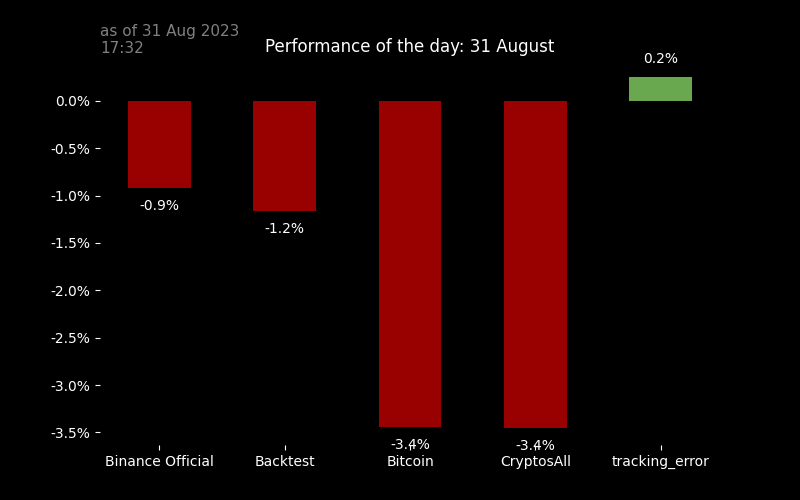 as of 31 Aug 2023
17:32
Performance of the day: 31 August
0.2%
0.0%
-0.5%
-1.0%
-0.9%
-1.2%
-1.5%
-2.0%
-2.5%
-3.0%
-3.5%
-3.4%
-3.4%
Binance Official
Backtest
Bitcoin
CryptosAll
tracking_error